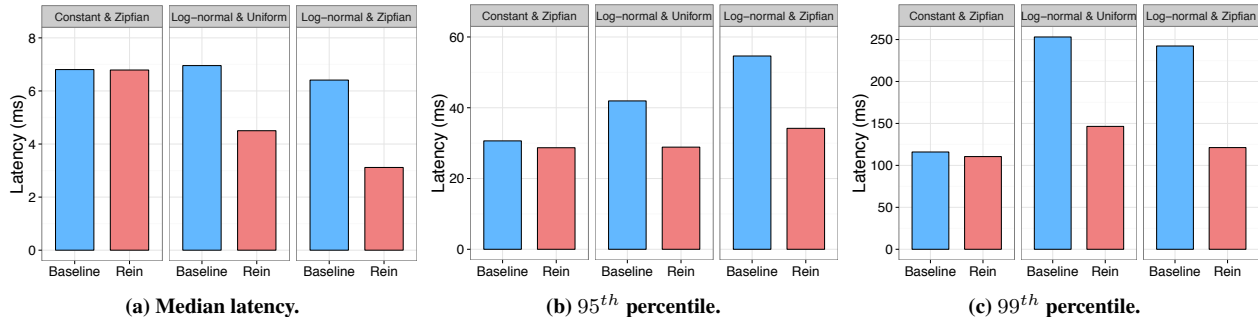 Constant & Zipfian Log−normal & Uniform Log−normal & Zipfian
8
6
4
2
0
Latency (ms)
Baseline Rein Baseline Rein Baseline Rein
(a) Median latency.
Constant & Zipfian Log−normal & Uniform Log−normal & Zipfian
60
40
20
0
Latency (ms)
Baseline Rein Baseline Rein Baseline Rein
(b) 95th percentile.
Constant & Zipfian Log−normal & Uniform Log−normal & Zipfian
250
200
150
100
50
0
Latency (ms)
Baseline Rein Baseline Rein Baseline Rein
(c) 99th percentile.